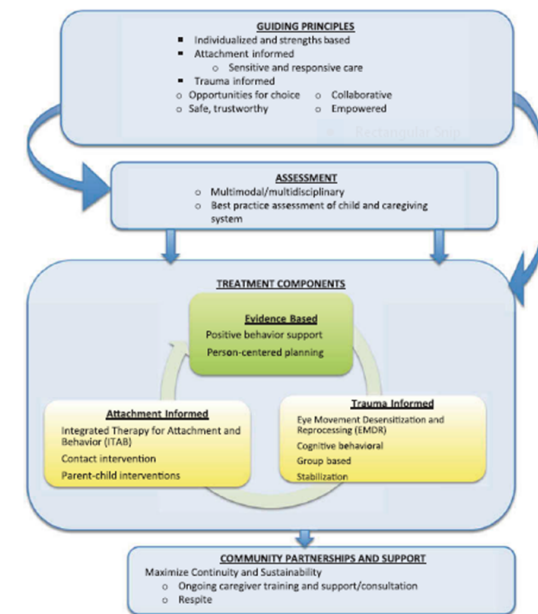 GUIDING PRINCIPLES
▪ Individualized and strengths based
▪ Attachment informed
o Sensitive and responsive care
▪ Trauma informed
o Opportunities for choice o Collaborative
o Safe, trustworthy o Empowered
Rectangular Snip
ASSESSMENT
o Multimodal/multidisciplinary
o Best practice assessment of child and caregiving
system
TREATMENT COMPONENTS
Evidence Based
Positive behavior support
Person-centered planning
Attachment Informed
Integrated Therapy for Attachment and
Behavior (ITAB)
Contact intervention
Parent-child interventions
Trauma Informed
Eye Movement Desensitization and
Reprocessing (EMDR)
Cognitive behavioral
Group based
Stabilization
COMMUNITY PARTNERSHIPS AND SUPPORT
Maximize Continuity and Sustainability
o Ongoing caregiver training and support/consultation
o Respite